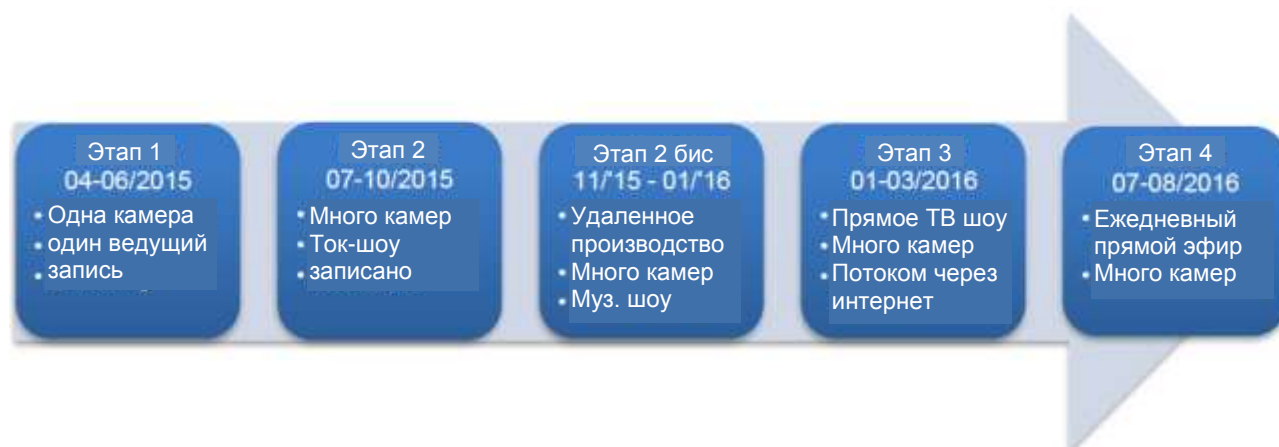 Этап 1
04-06/2015
• Одна камера
• один ведущий
• запись
Этап 2
07-10/2015
• Много камер
• Ток-шоу
• записано
Этап 2 бис
11/'15 - 01/'16
• Удаленное
производство
• Много камер
• Муз. шоу
Этап 3
01-03/2016
• Прямое ТВ шоу
• Много камер
• Потоком через
интернет
Этап 4
07-08/2016
• Ежедневный
прямой эфир
• Много камер